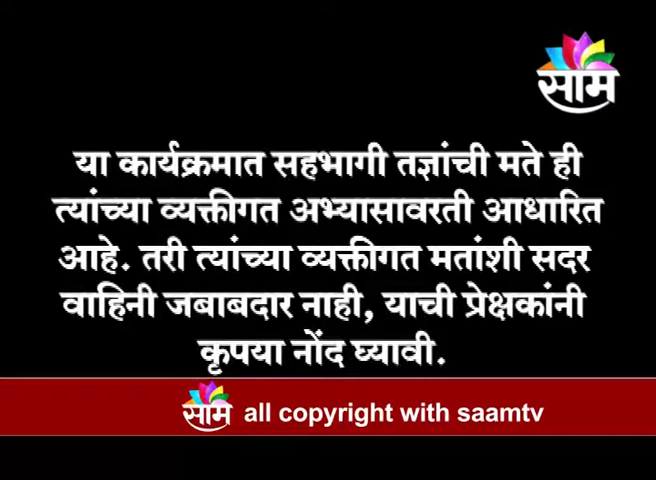 साम
या कार्यक्रमात सहभागी तज्ञांची मते ही
त्यांच्या व्यक्तीगत अभ्यासावरती आधारित
आहे. तरी त्यांच्या व्यक्तीगत मतांशी सदर
वाहिनी जबाबदार नाही, याची प्रेक्षकांनी
कृपया नोंद घ्यावी.
साम all copyright with saamtv